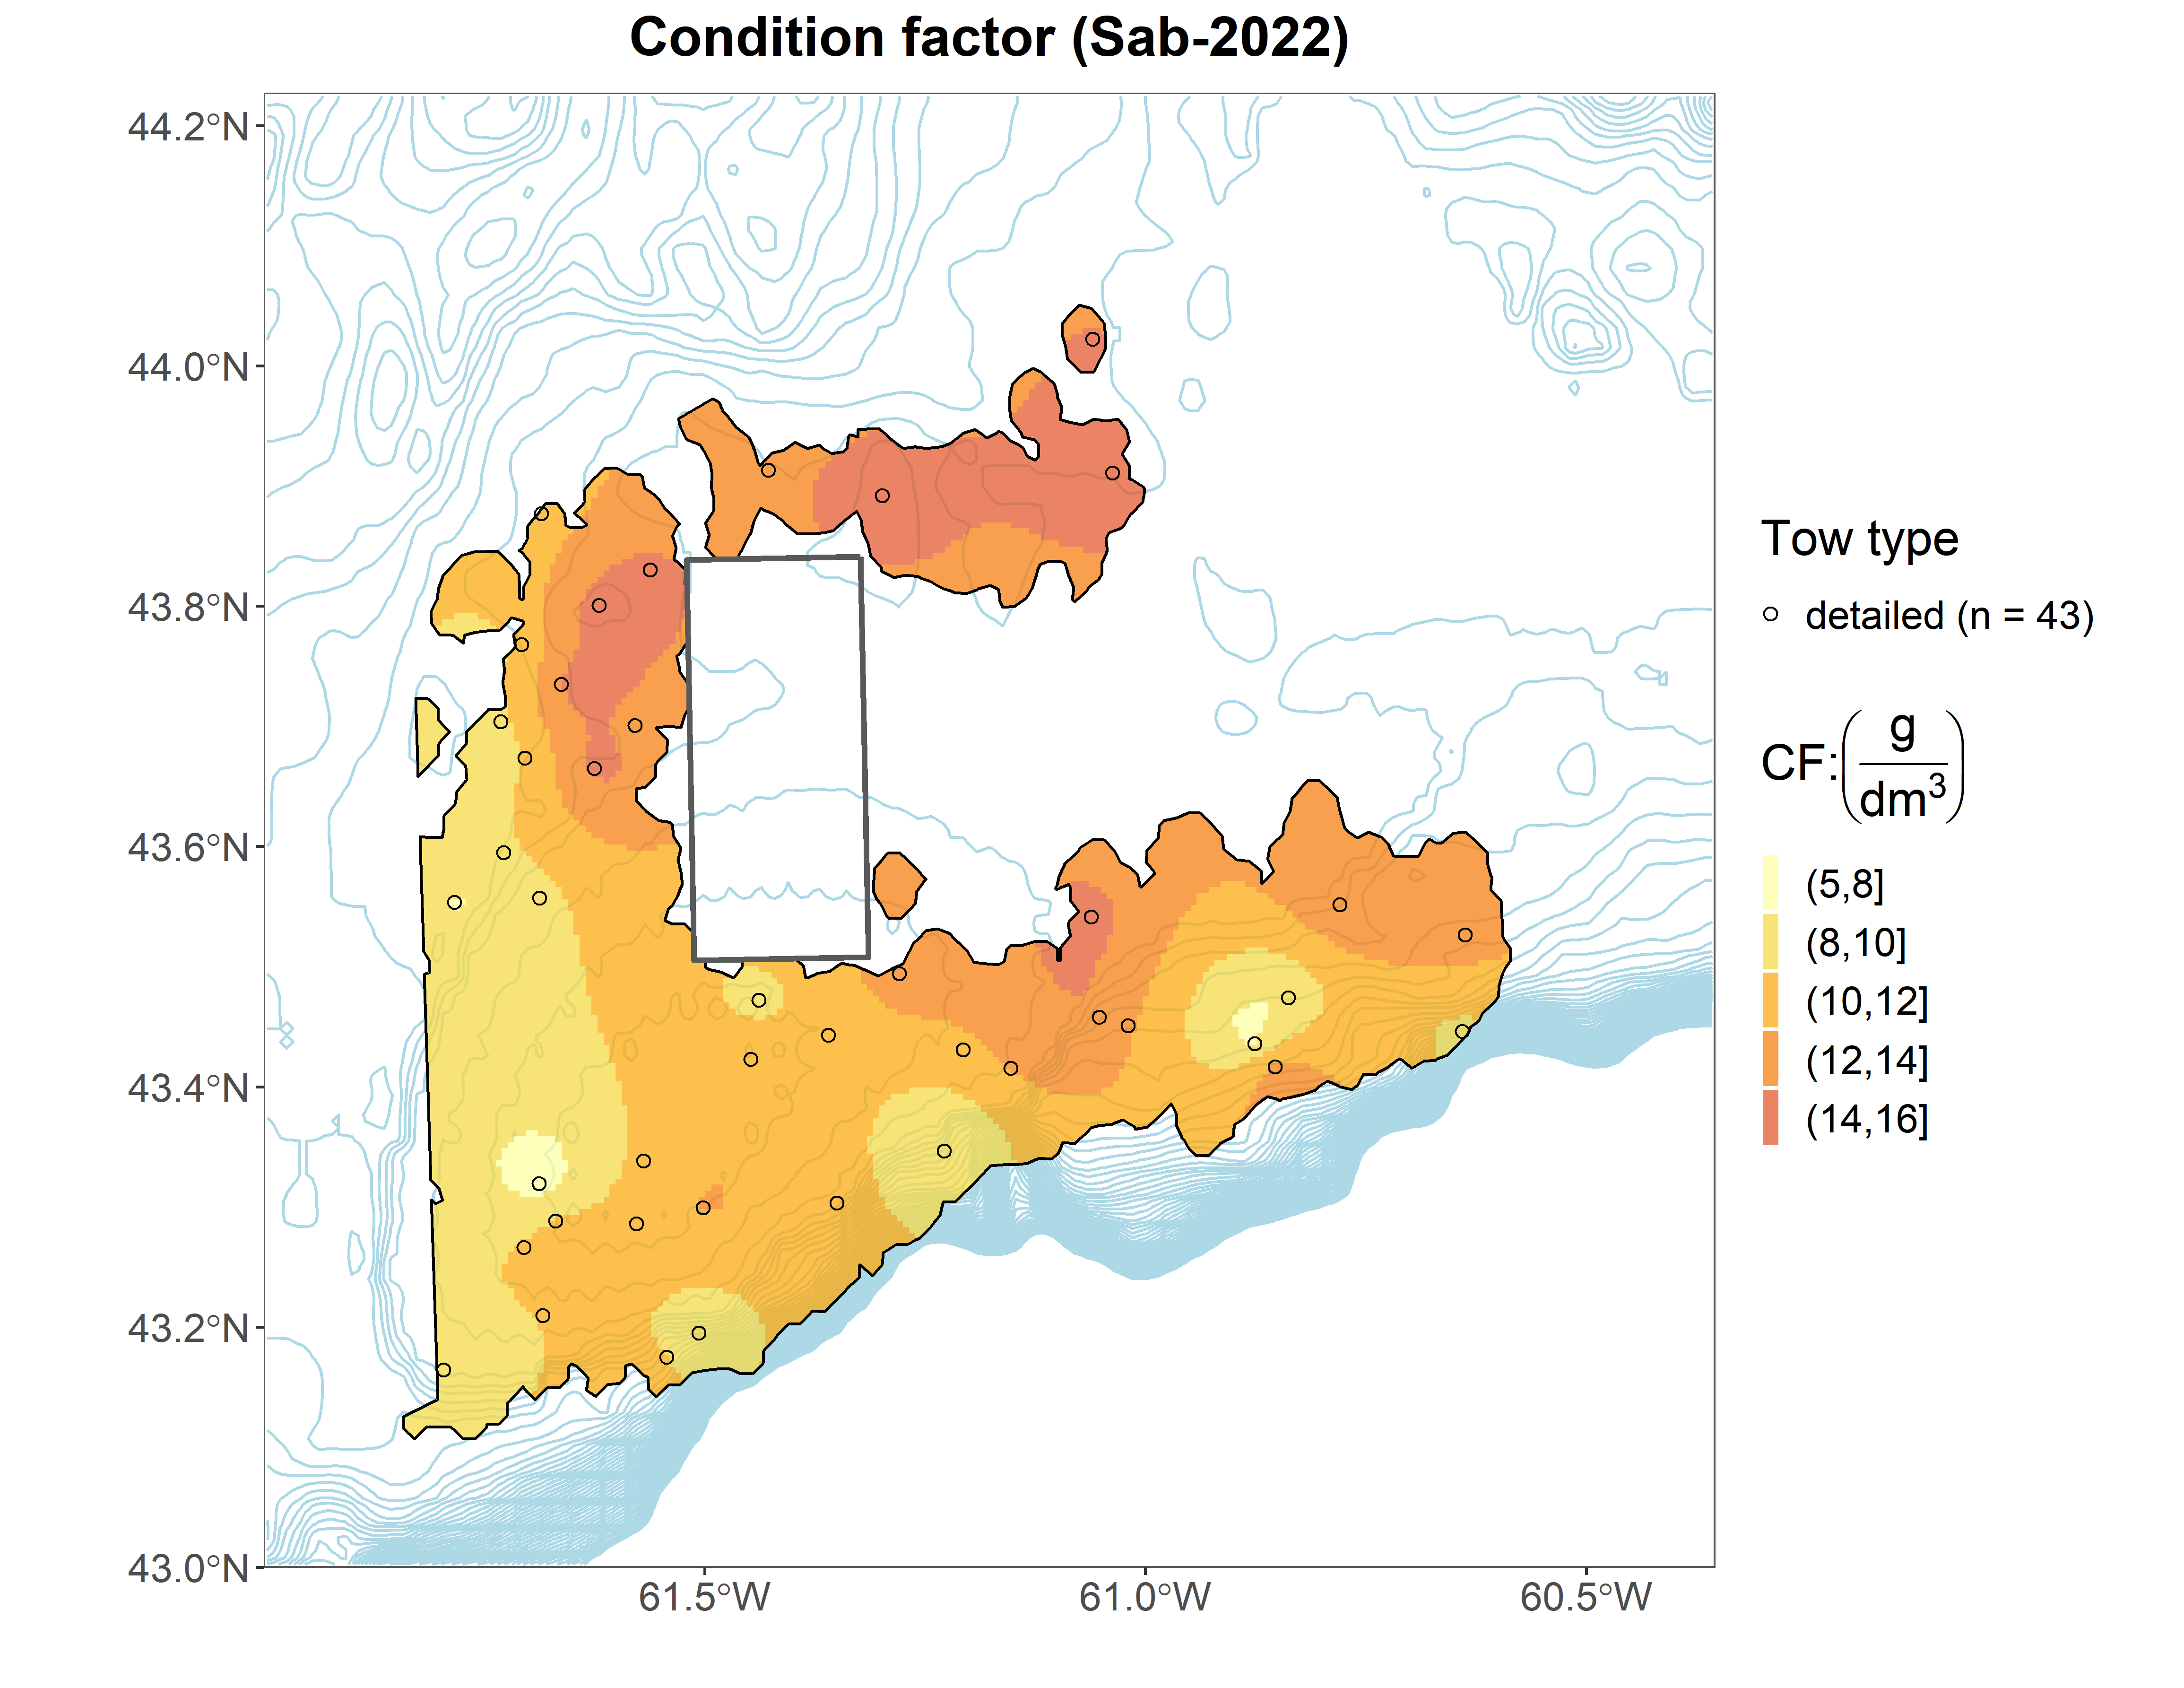 Condition factor (Sab-2022)
44.2°N
44.0°N
43.8°N
43.6°N
43.4°N
43.2°N
43.0°N
61.5°W
61.0°W
60.5°W
Tow type
detailed (n = 43)
CF:(g/dm³)
(5,8]
(8,10]
(10,12]
(12,14]
(14,16]